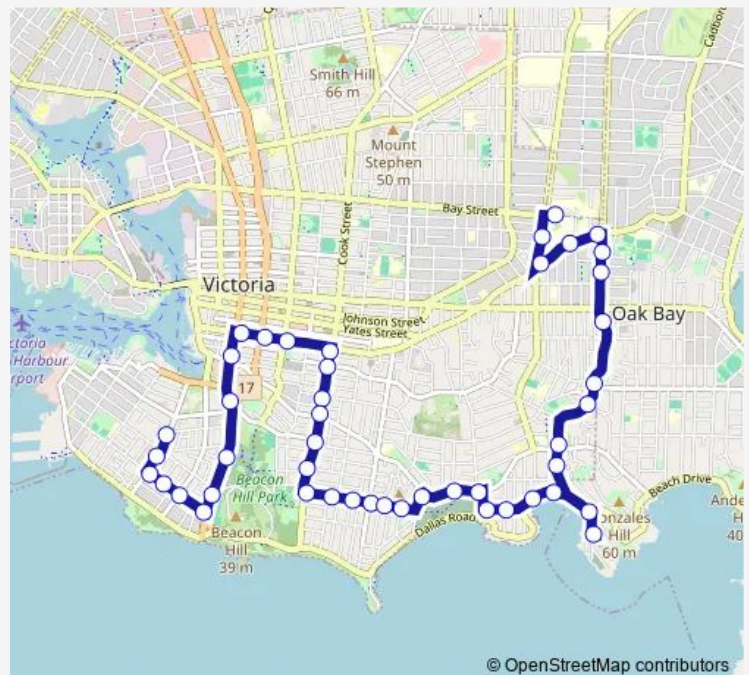 Cadbor
Smith Hill
66 m
Mount
Stephen
50 m
Bay Street
Cook Street
Victoria
Oak Bay
Johnson Street
Yates Street
ctoria
Harbour
rport
17
Beacon
Hill Park
Beach Drive
Ande
H
40
onzales
Hill
60 m
Dallas Road
Beacon
Hill
39 m
© OpenStreetMap contributors